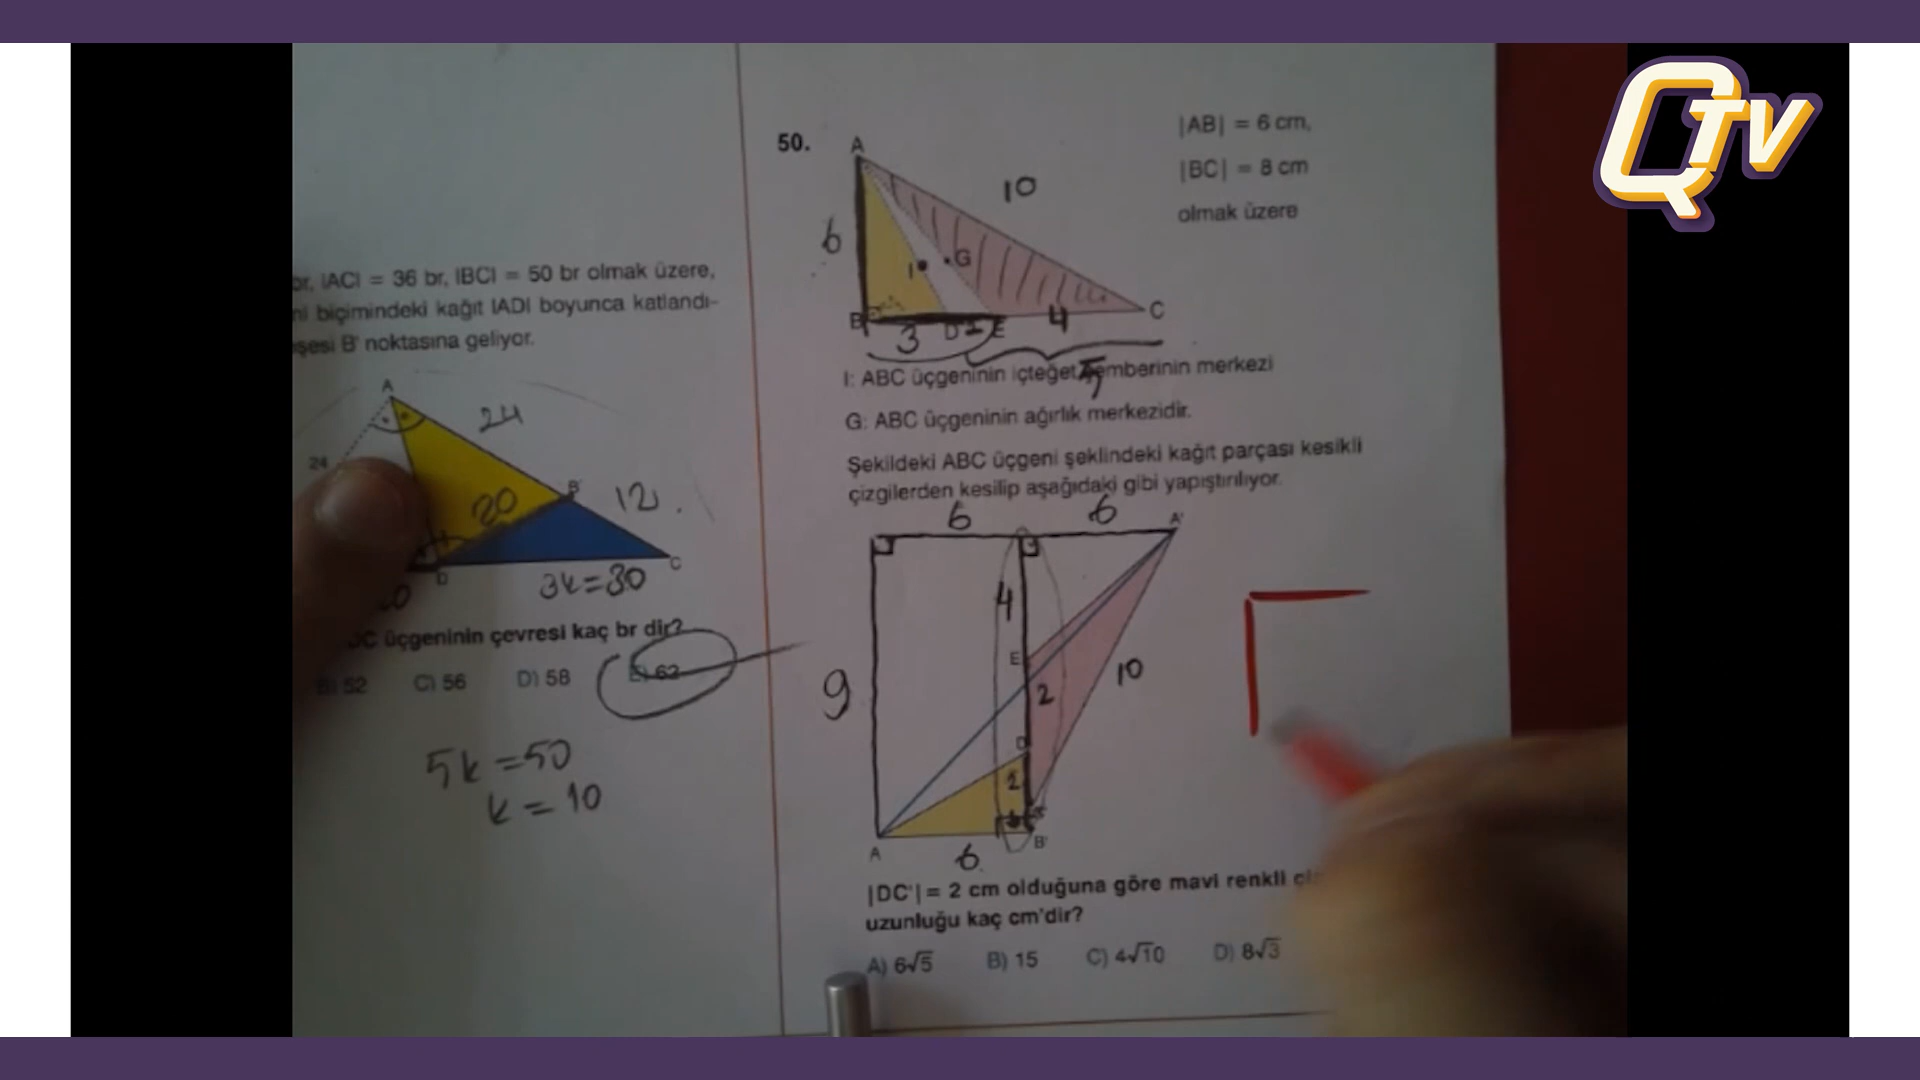 QTV
br, |AC| = 36 br, |BC| = 50 br olmak üzere,
biçimindeki kağıt |AD| boyunca katlandı-
B' noktasına geliyor.
A
24
24
B'
20
12
D
C
3k=30
üçgeninin çevresi kaç br dir?
52 C) 56 D) 58 E) 62
5k=50
k=10
50.
A
10
6
I
G
B
3
D
E
4
C
|AB| = 6 cm,
|BC| = 8 cm
olmak üzere
I: ABC üçgeninin içteğet çemberinin merkezi
G: ABC üçgeninin ağırlık merkezidir.
Şekildeki ABC üçgeni şeklindeki kağıt parçası kesikli
çizgilerden kesilip aşağıdaki gibi yapıştırılıyor.
6
6
A'
4
E
10
9
2
D
2
A
6
B'
|DC'| = 2 cm olduğuna göre mavi renkli
uzunluğu kaç cm'dir?
A) 6√5 B) 15 C) 4√10 D) 8√3